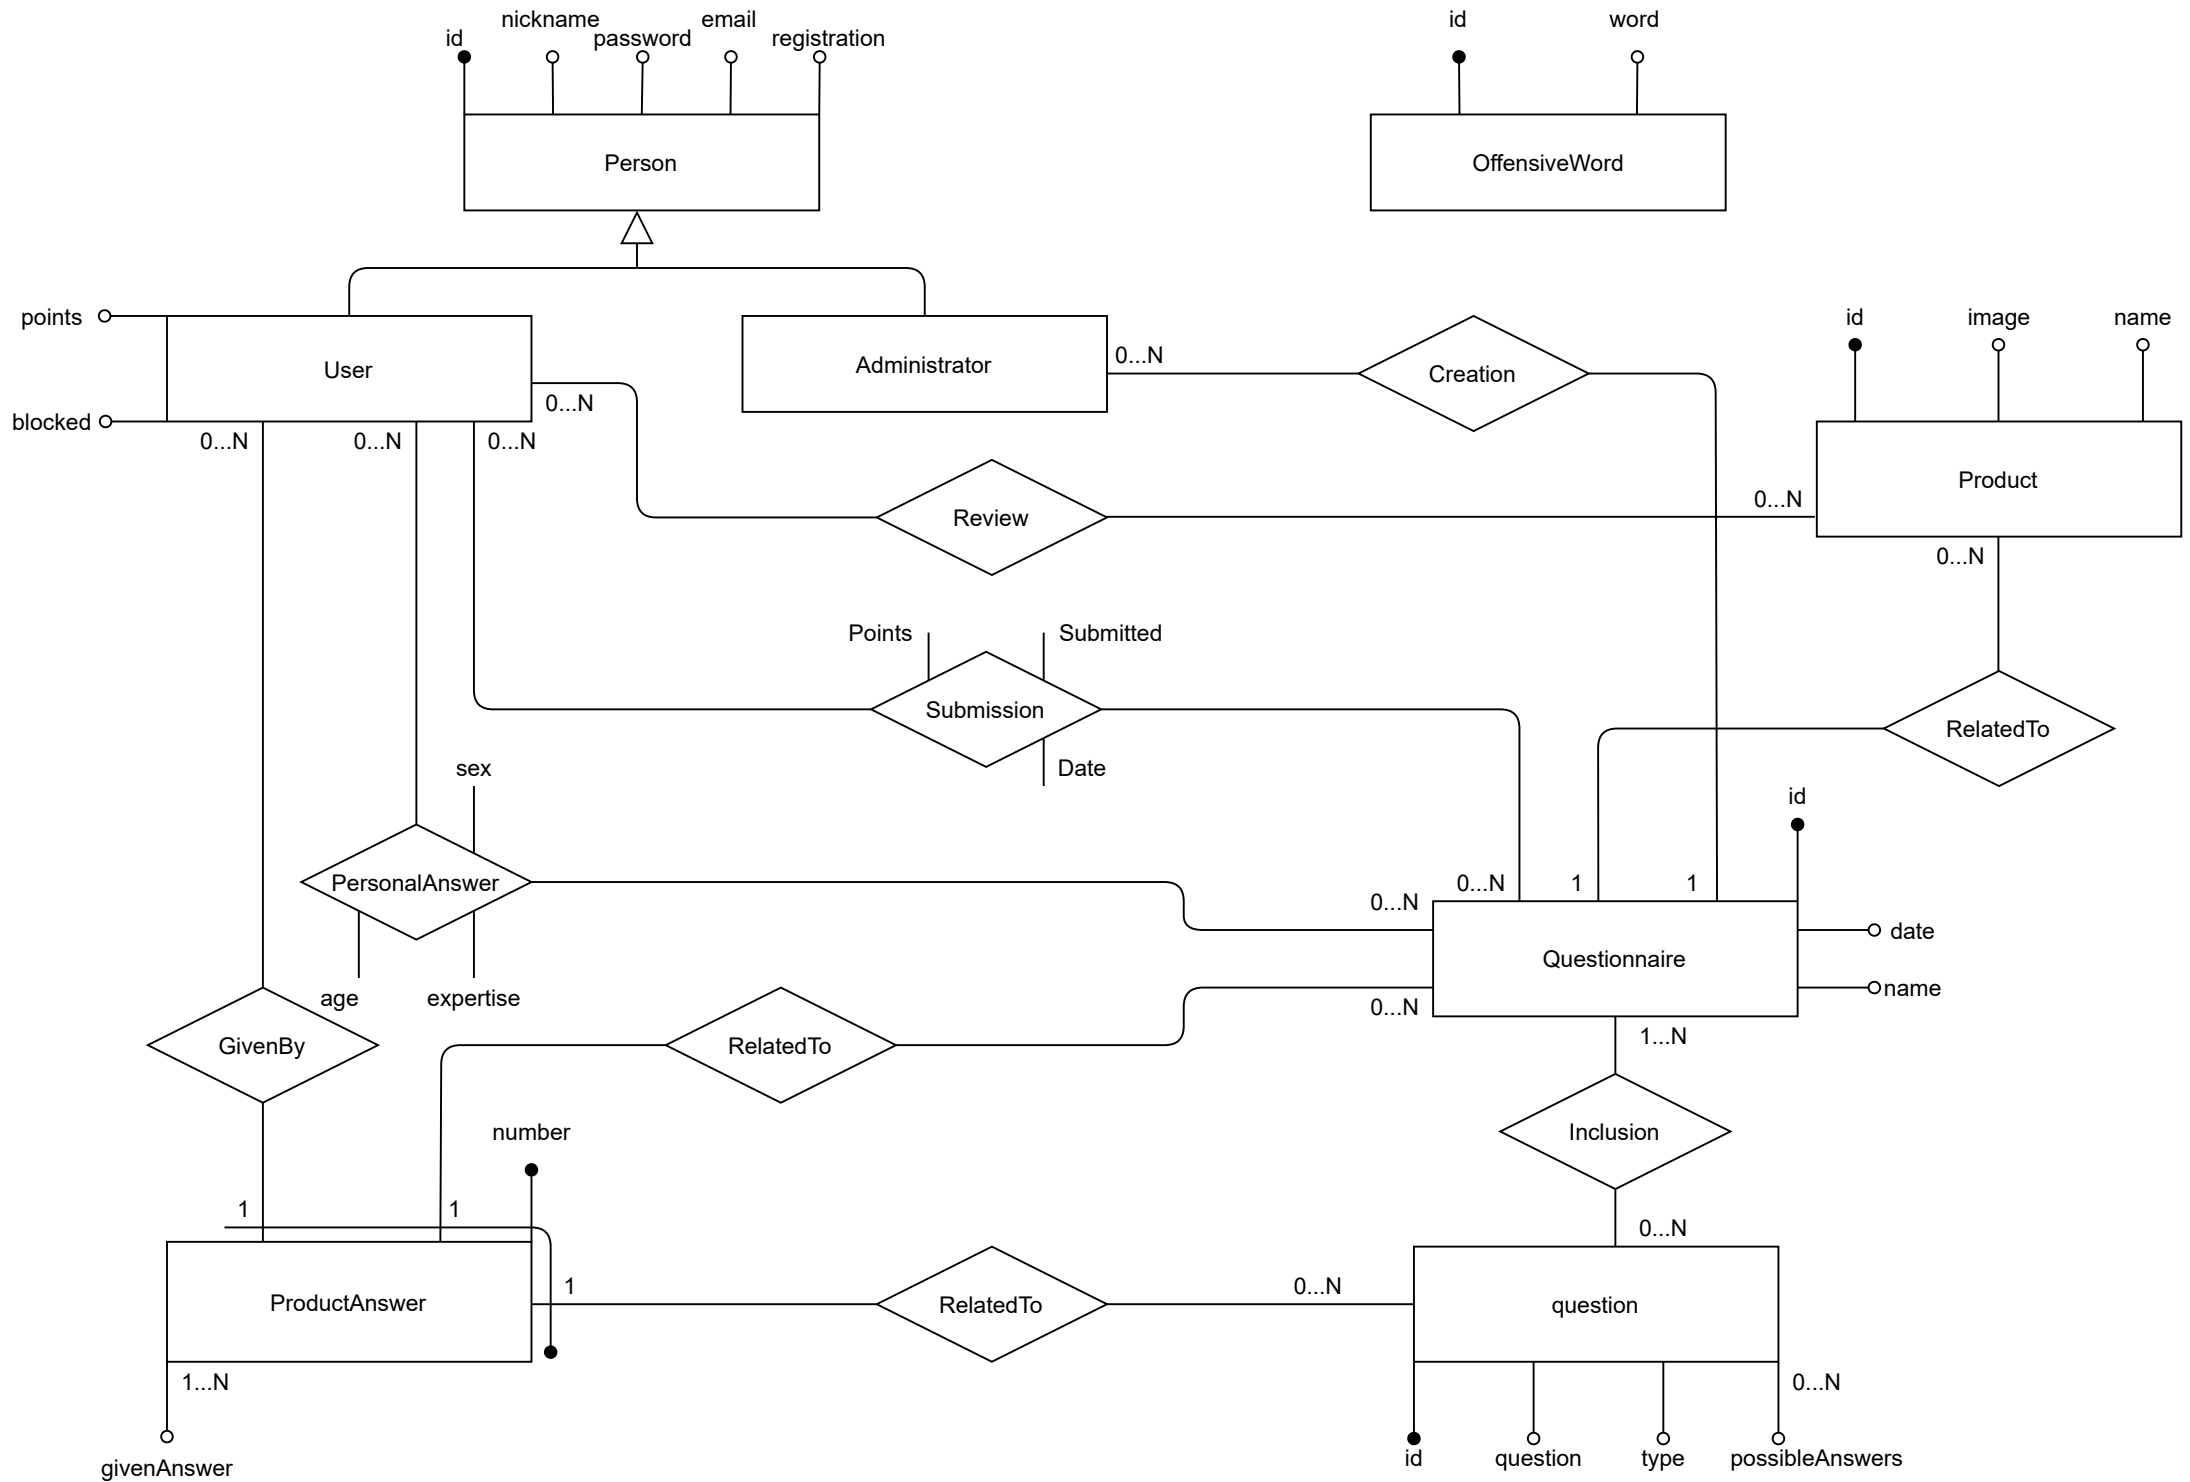 nickname
email
id
word
id
password
registration
Person
OffensiveWord
points
id
image
name
User
Administrator
0...N
Creation
blocked
0...N
0...N
0...N
0...N
Product
Review
0...N
0...N
Points
Submitted
Submission
RelatedTo
sex
Date
id
PersonalAnswer
0...N
1
1
0...N
date
Questionnaire
age
expertise
name
0...N
GivenBy
RelatedTo
1...N
number
Inclusion
1
1
0...N
ProductAnswer
1
RelatedTo
0...N
question
1...N
0...N
givenAnswer
id
question
type
possibleAnswers